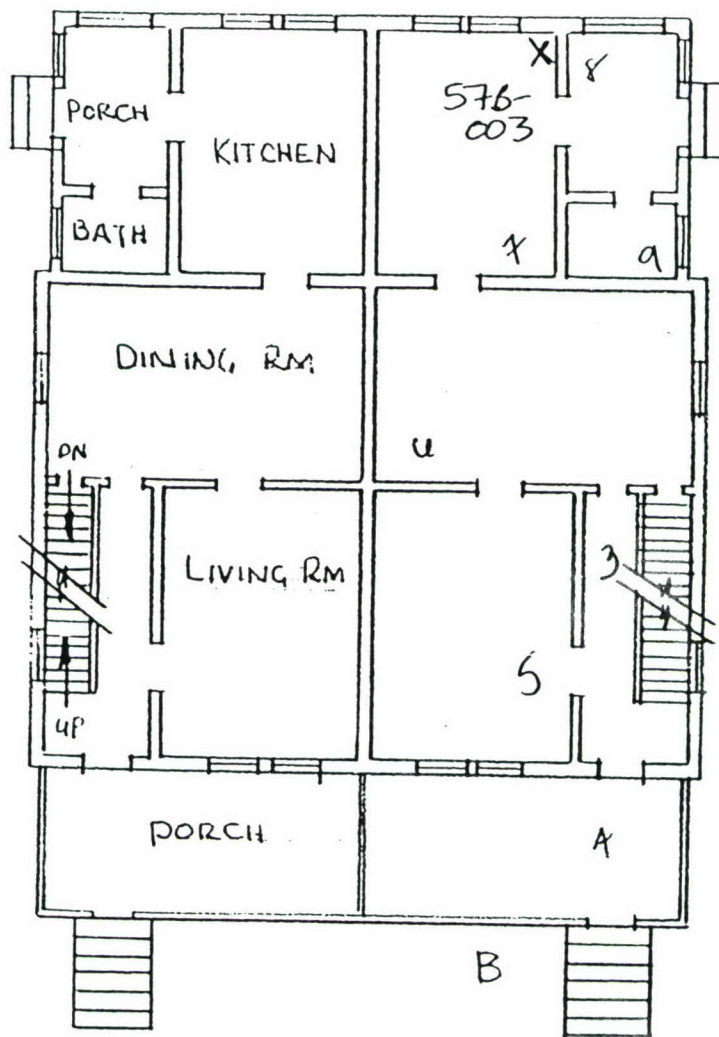 X
8
PORCH
576-
003
KITCHEN
BATH
7
9
DINING RM
DN
LIVING RM
3
5
UP
PORCH
A
B